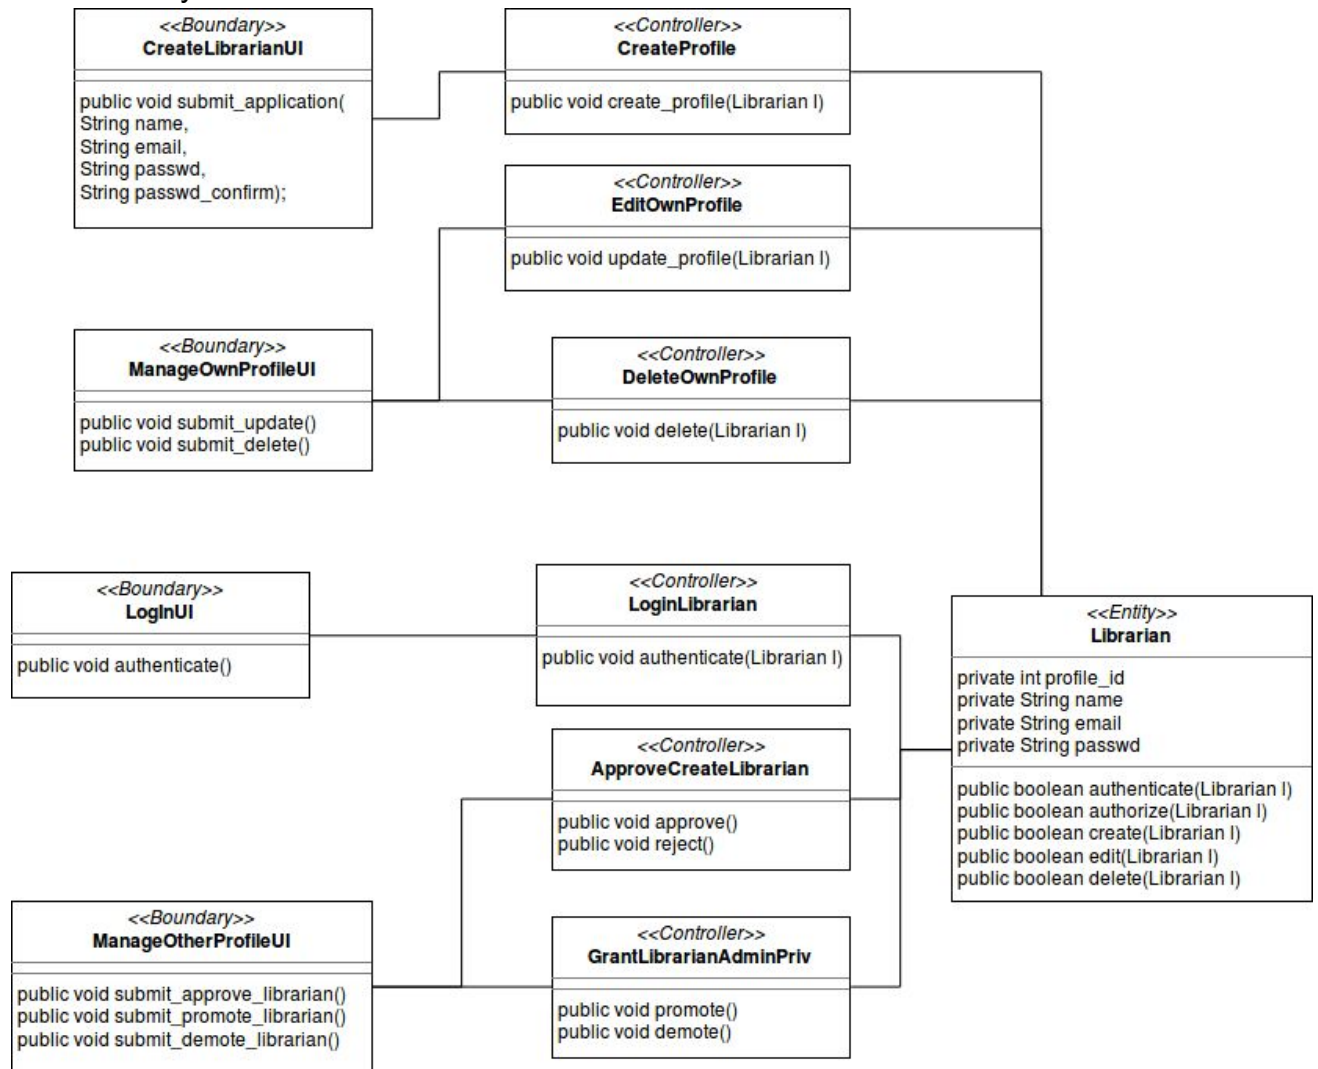 <<Boundary>>
CreateLibrarianUI
public void submit_application(
String name,
String email,
String passwd,
String passwd_confirm);
<<Controller>>
CreateProfile
public void create_profile(Librarian l)
<<Controller>>
EditOwnProfile
public void update_profile(Librarian l)
<<Boundary>>
ManageOwnProfileUI
public void submit_update()
public void submit_delete()
<<Controller>>
DeleteOwnProfile
public void delete(Librarian l)
<<Boundary>>
LogInUI
public void authenticate()
<<Controller>>
LoginLibrarian
public void authenticate(Librarian l)
<<Entity>>
Librarian
private int profile_id
private String name
private String email
private String passwd
public boolean authenticate(Librarian l)
public boolean authorize(Librarian l)
public boolean create(Librarian l)
public boolean edit(Librarian l)
public boolean delete(Librarian l)
<<Controller>>
ApproveCreateLibrarian
public void approve()
public void reject()
<<Boundary>>
ManageOtherProfileUI
public void submit_approve_librarian()
public void submit_promote_librarian()
public void submit_demote_librarian()
<<Controller>>
GrantLibrarianAdminPriv
public void promote()
public void demote()